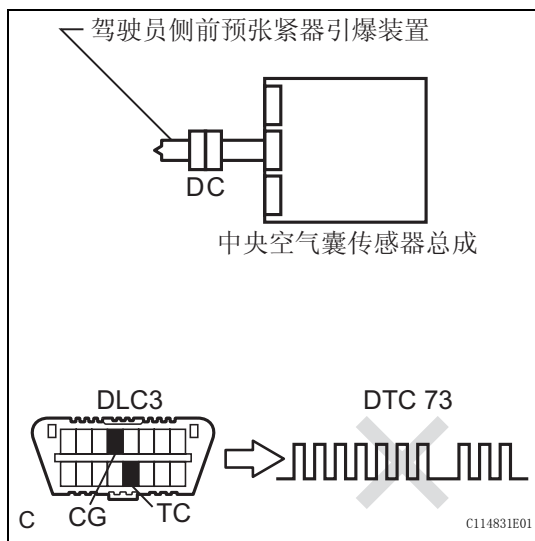 驾驶员侧前预张紧器引爆装置
DC
中央空气囊传感器总成
DLC3
DTC 73
CG
TC
C
C114831E01